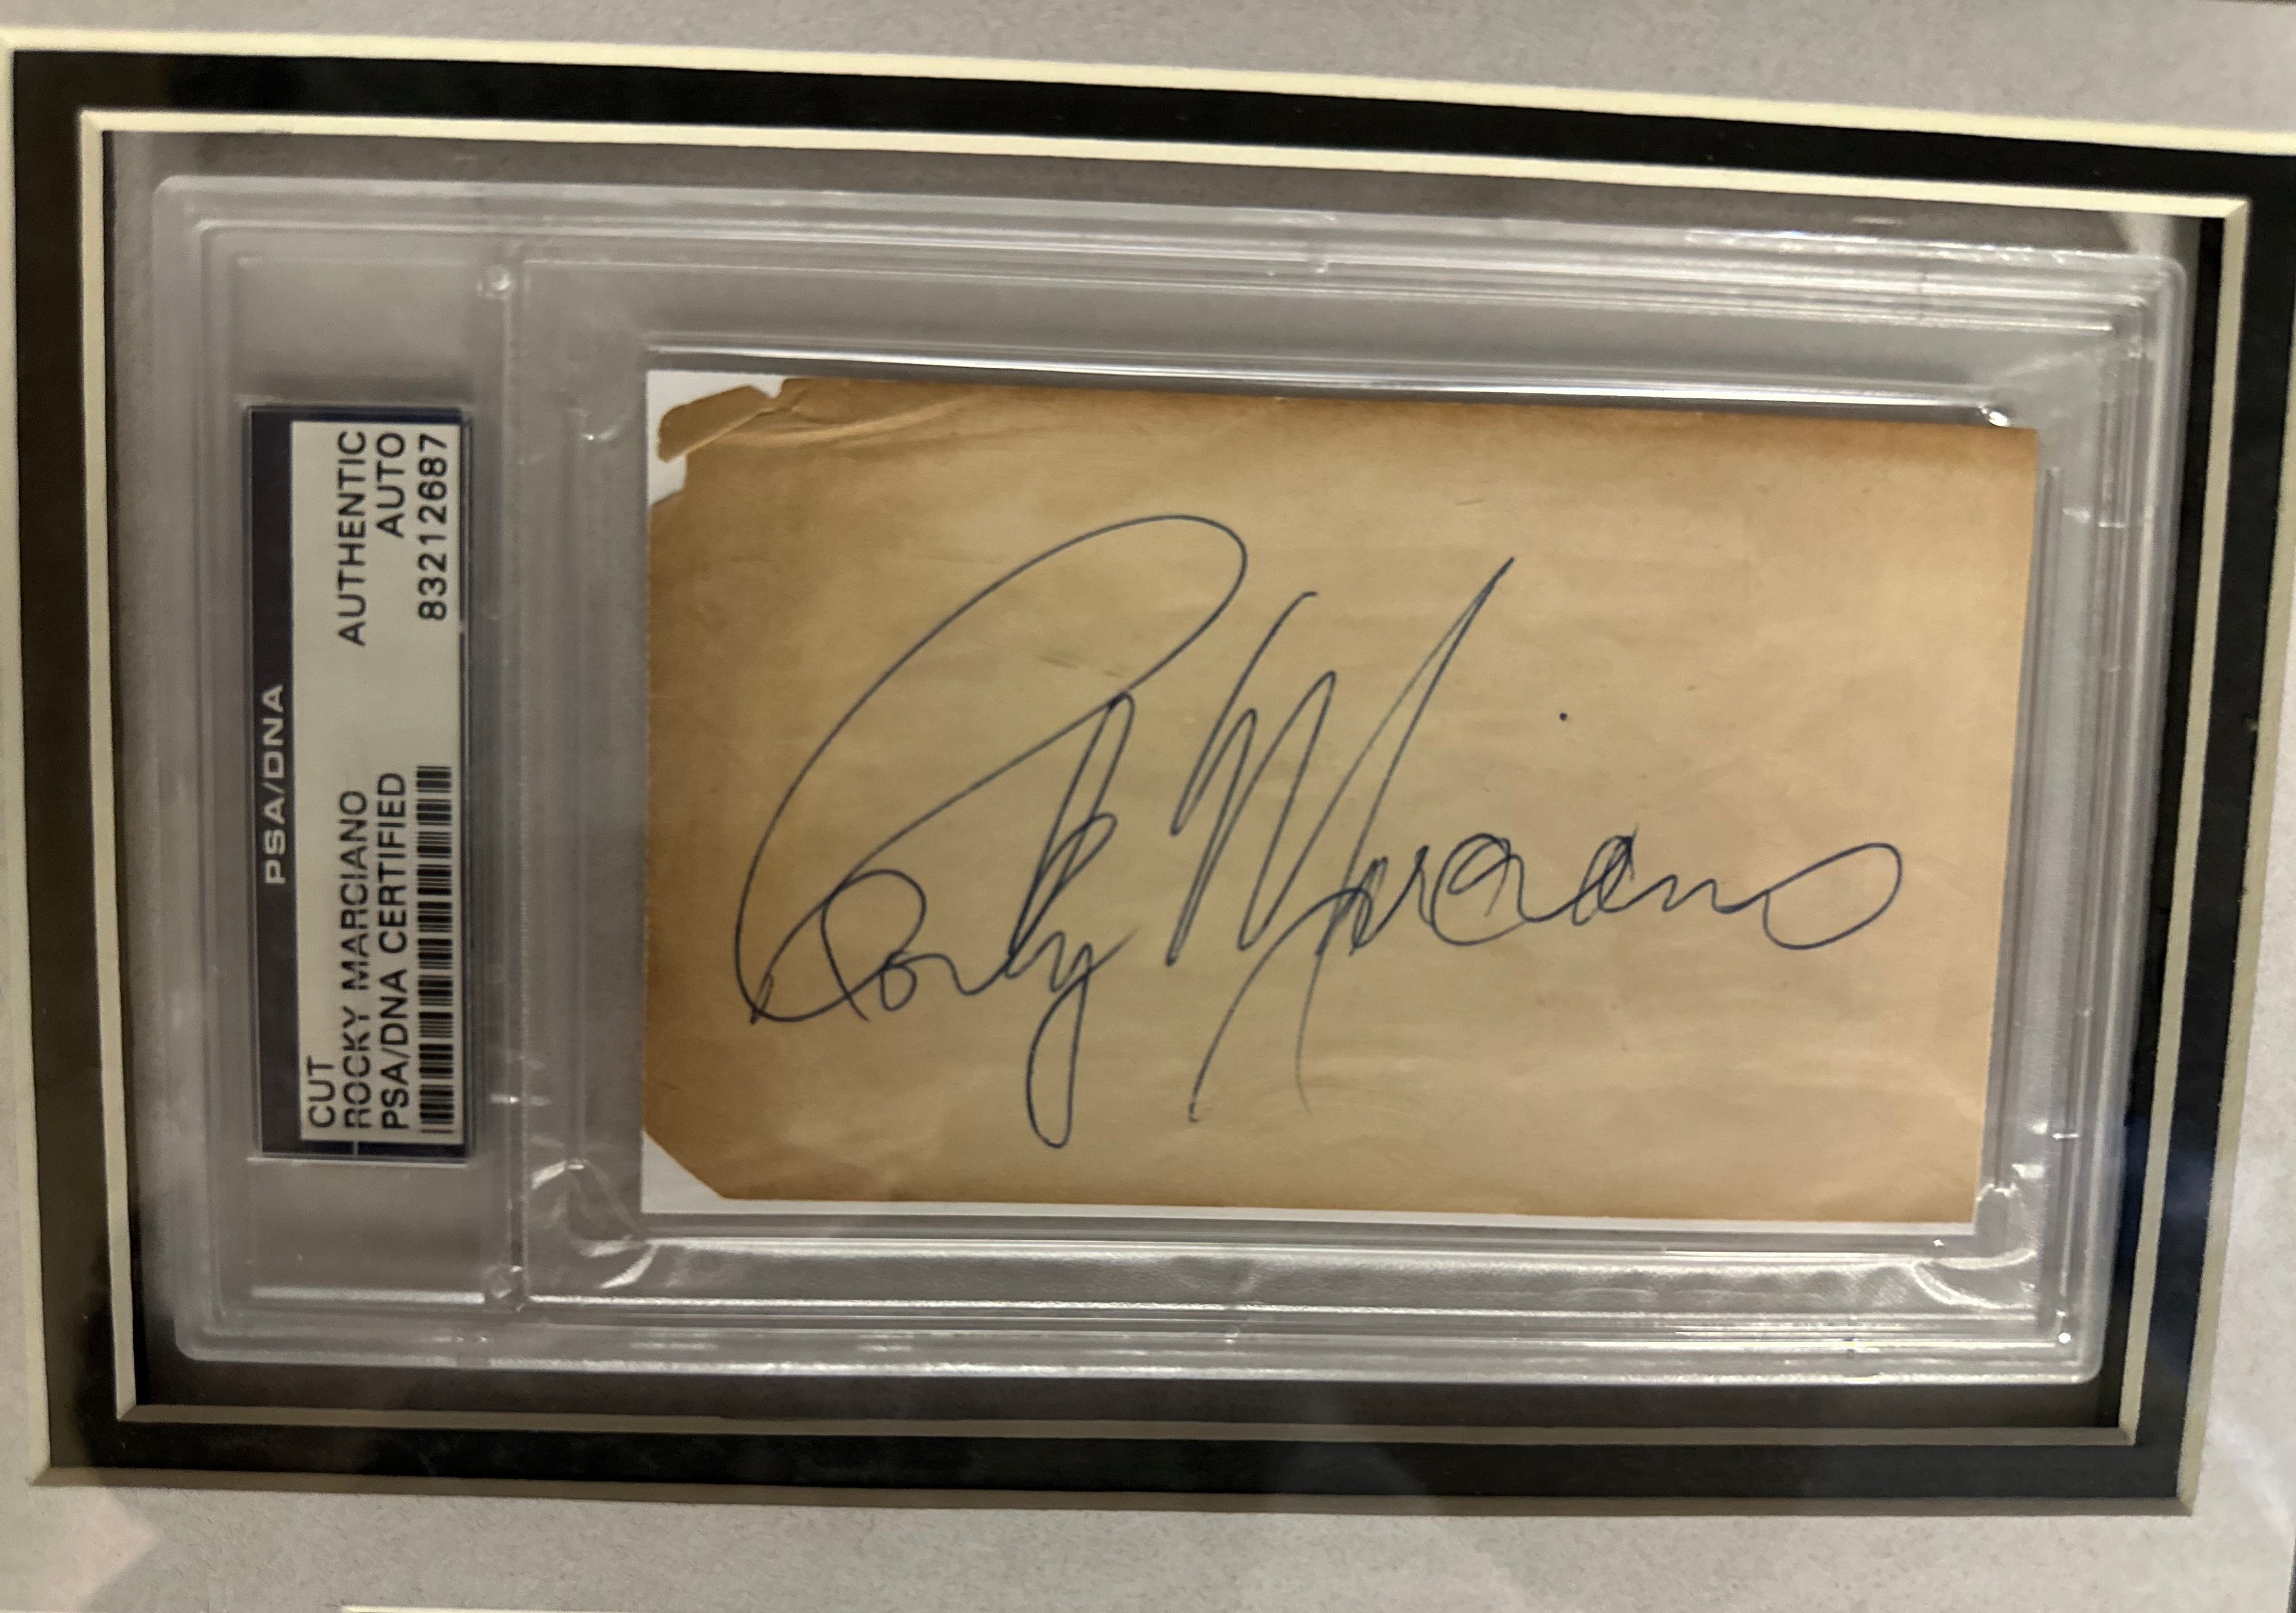 PSA/DNA
CUT AUTHENTIC
ROCKY MARCIANO AUTO
PSA/DNA CERTIFIED 83212687
Rocky Marciano